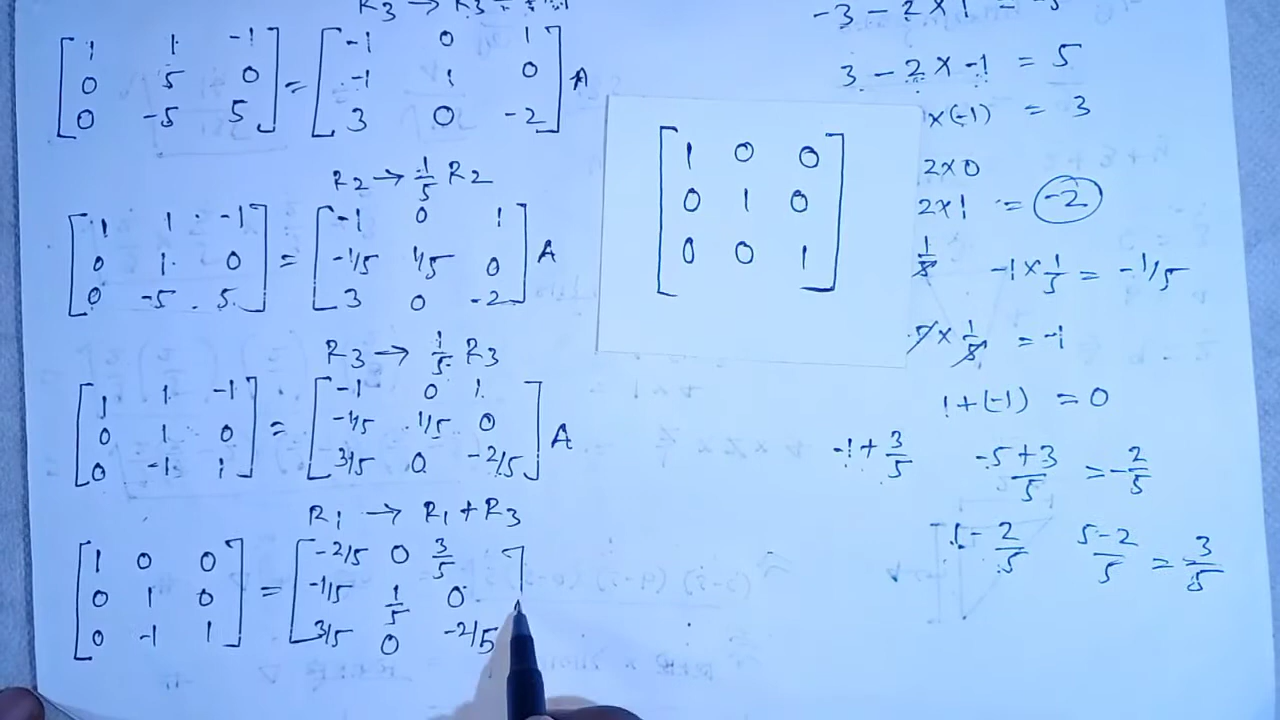 R3 → R3 -
[1 1 -1] = [-1 0 1]
[0 5 0] = [-1 1 0] A
[0 -5 5] [3 0 -2]
R2 → 1/5 R2
[1 1 -1] [-1 0 1]
[0 1 0] = [-1/5 1/5 0] A
[0 -5 5] [3 0 -2]
R3 → 1/5 R3
[1 1 -1] [-1 0 1]
[0 1 0] = [-1/5 1/5 0] A
[0 -1 1] [3/5 0 -2/5]
R1 → R1 + R3
[1 0 0] [-2/5 0 3/5]
[0 1 0] = [-1/5 1/5 0]
[0 -1 1] [3/5 0 -2/5]
[1 0 0]
[0 1 0]
[0 0 1]
-3 - 2 × 1 = -5
3 - 2 × -1 = 5
×(-1) = 3
2×0
2×1 = -2
-1 × 1/5 = -1/5
× 1/5 = -1
1 + (-1) = 0
-1 + 3/5 -5+3/5 = -2/5
1 - 2/5 5-2/5 = 3/5